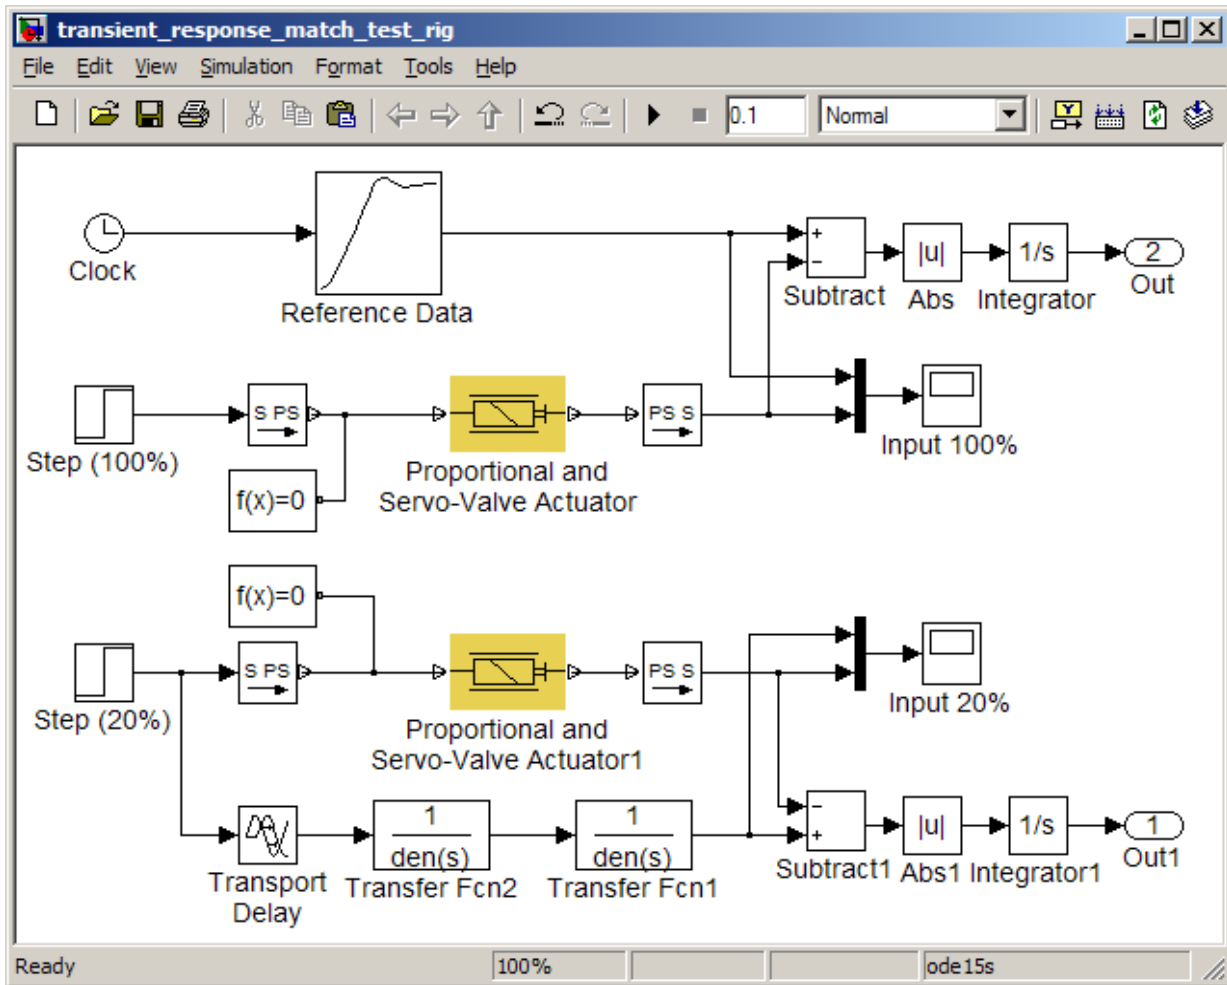 transient_response_match_test_rig
File Edit View Simulation Format Tools Help
0.1 Normal
Clock
Reference Data
+
−
Subtract
|u|
Abs
1/s
Integrator
2
Out
Step (100%)
S PS
f(x)=0
Proportional and
Servo-Valve Actuator
PS S
Input 100%
f(x)=0
Step (20%)
S PS
Proportional and
Servo-Valve Actuator1
PS S
Input 20%
Transport
Delay
1
den(s)
Transfer Fcn2
1
den(s)
Transfer Fcn1
−
+
Subtract1
|u|
Abs1
1/s
Integrator1
1
Out1
Ready 100% ode15s